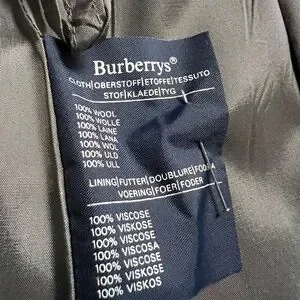 Burberrys®
CLOTH|OBERSTOFF|ETOFFE|TESSUTO
STOF|KLAEDE|TYG
100% WOOL
100% WOLLE
100% LAINE
100% LANA
100% WOL
100% ULD
100% ULL
LINING|FUTTER|DOUBLURE
VOERING|FOER|FODER
100% VISCOSE
100% VISKOSE
100% VISCOSE
100% VISCOSA
100% VISCOSE
100% VISKOSE
100% VISKOS